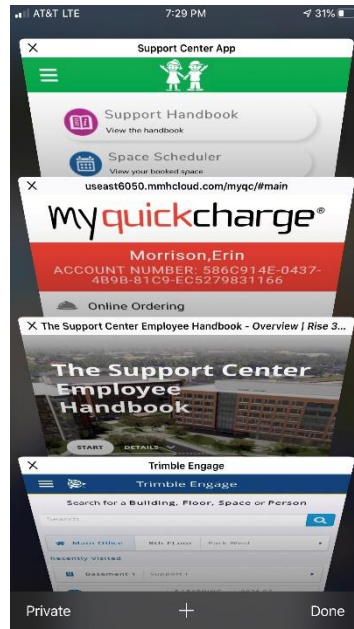 AT&T LTE 7:29 PM 31%
X Support Center App
Support Handbook
View the handbook
Space Scheduler
View your booked space
X useast6050.mmhcloud.com/myqc/#main
myquickcharge®
Morrison,Erin
ACCOUNT NUMBER: 586C914E-0437-
4B9B-81C9-EC5279831166
Online Ordering
X The Support Center Employee Handbook - Overview | Rise 3...
The Support Center
Employee
Handbook
START DETAILS
X Trimble Engage
Trimble Engage
Search for a Building, Floor, Space or Person
Search
Main Office 8th Floor Park West
Recently Visited
Basement 1 Support 1
Private + Done